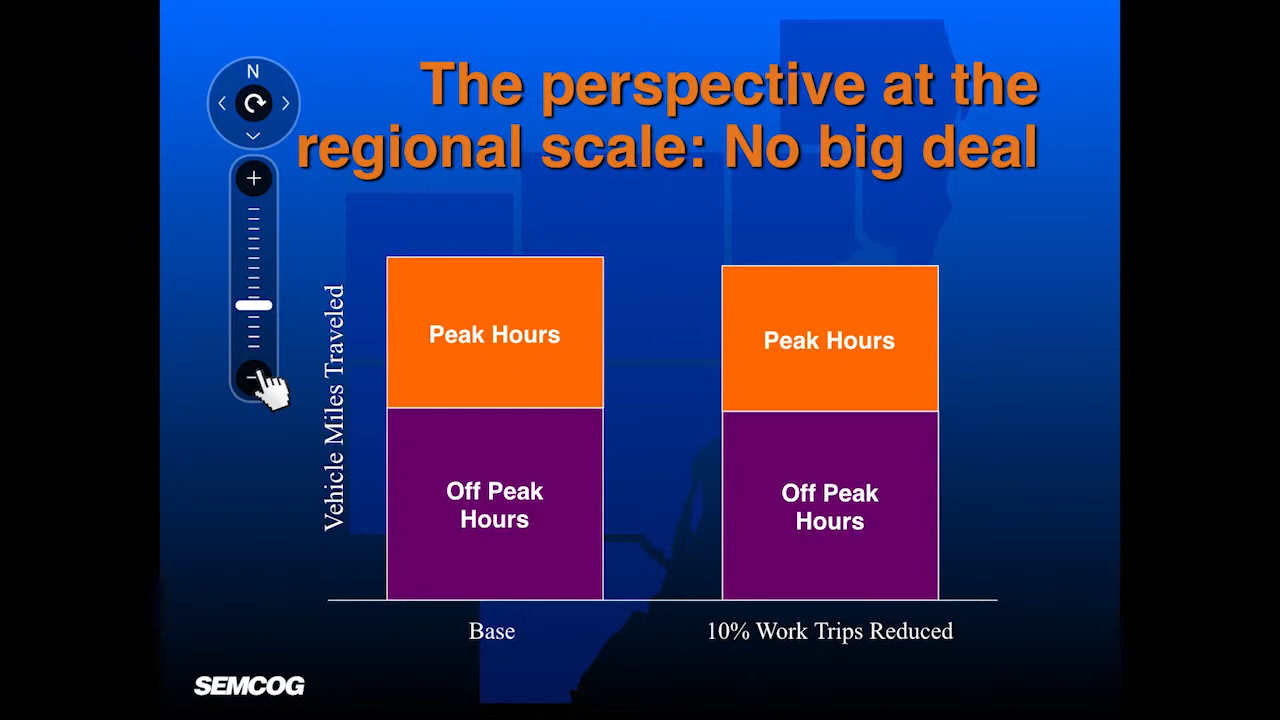 N
The perspective at the
regional scale: No big deal
Vehicle Miles Traveled
Peak Hours
Peak Hours
Off Peak
Hours
Off Peak
Hours
Base
10% Work Trips Reduced
SEMCOG